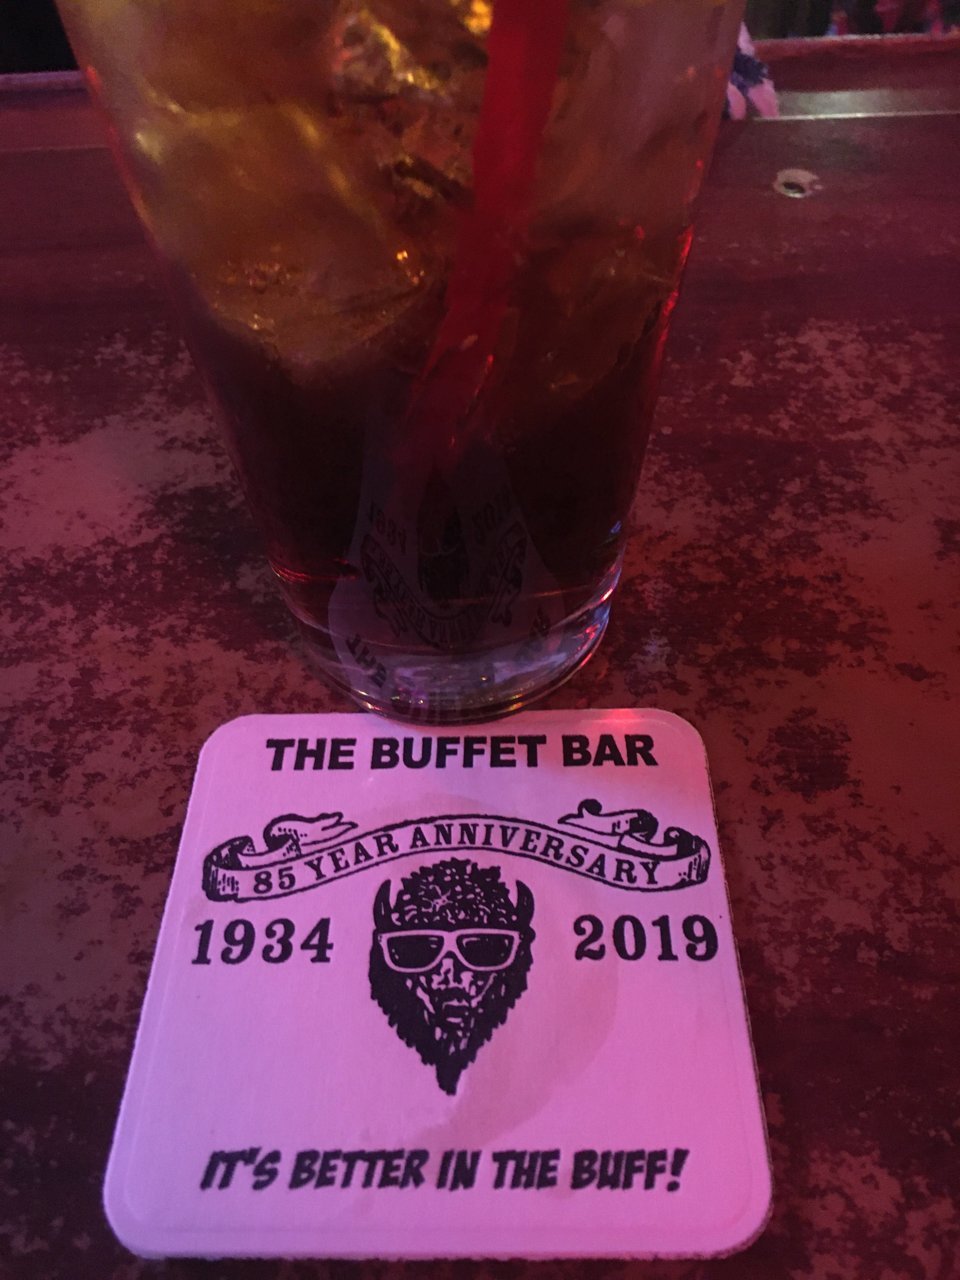 THE BUFFET BAR
85 YEAR ANNIVERSARY
1934 2019
IT'S BETTER IN THE BUFF!